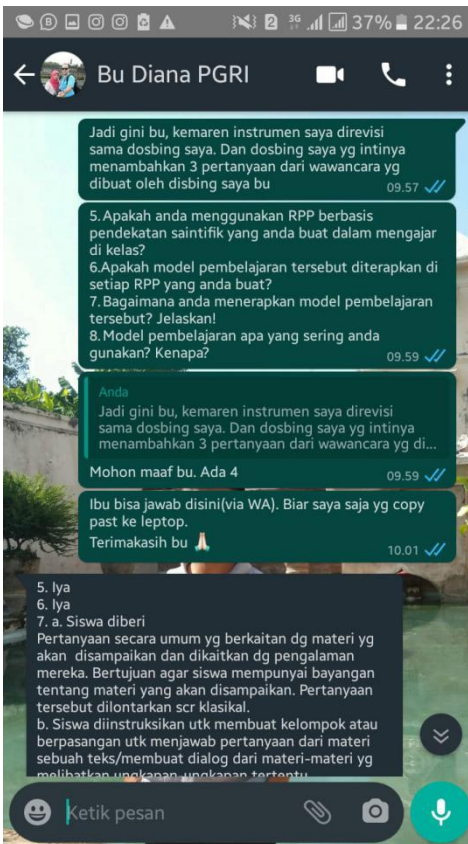 3G 37% 22:26
Bu Diana PGRI
Jadi gini bu, kemaren instrumen saya direvisi
sama dosbing saya. Dan dosbing saya yg intinya
menambahkan 3 pertanyaan dari wawancara yg
dibuat oleh disbing saya bu
09.57
5.Apakah anda menggunakan RPP berbasis
pendekatan saintifik yang anda buat dalam mengajar
di kelas?
6.Apakah model pembelajaran tersebut diterapkan di
setiap RPP yang anda buat?
7.Bagaimana anda menerapkan model pembelajaran
tersebut? Jelaskan!
8.Model pembelajaran apa yang sering anda
gunakan? Kenapa?
09.59
Anda
Jadi gini bu, kemaren instrumen saya direvisi
sama dosbing saya. Dan dosbing saya yg intinya
menambahkan 3 pertanyaan dari wawancara yg di...
Mohon maaf bu. Ada 4
09.59
Ibu bisa jawab disini(via WA). Biar saya saja yg copy
past ke leptop.
Terimakasih bu
10.01
5. Iya
6. Iya
7. a. Siswa diberi
Pertanyaan secara umum yg berkaitan dg materi yg
akan disampaikan dan dikaitkan dg pengalaman
mereka. Bertujuan agar siswa mempunyai bayangan
tentang materi yang akan disampaikan. Pertanyaan
tersebut dilontarkan scr klasikal.
b. Siswa diinstruksikan utk membuat kelompok atau
berpasangan utk menjawab pertanyaan dari materi
sebuah teks/membuat dialog dari materi-materi yg
melibatkan ungkapan-ungkapan tertentu
Ketik pesan